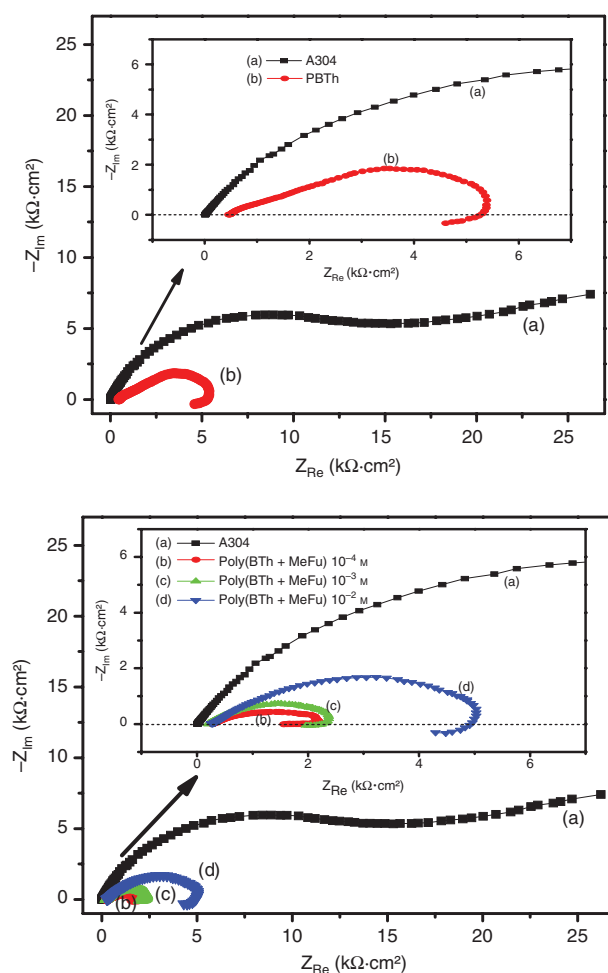 25
20
15
10
5
0
−Z_Im (kΩ·cm²)
6
4
2
0
−Z_Im (kΩ·cm²)
(a) A304
(b) PBTh
(a)
(b)
0 2 4 6
Z_Re (kΩ·cm²)
(a)
(b)
0 5 10 15 20 25
Z_Re (kΩ·cm²)
25
20
15
10
5
0
−Z_Im (kΩ·cm²)
6
4
2
0
−Z_Im (kΩ·cm²)
(a) A304
(b) Poly(BTh + MeFu) 10⁻⁴ M
(c) Poly(BTh + MeFu) 10⁻³ M
(d) Poly(BTh + MeFu) 10⁻² M
(a)
(b)
(c)
(d)
0 2 4 6
Z_Re (kΩ·cm²)
(a)
(b)
(c)
(d)
0 5 10 15 20 25
Z_Re (kΩ·cm²)